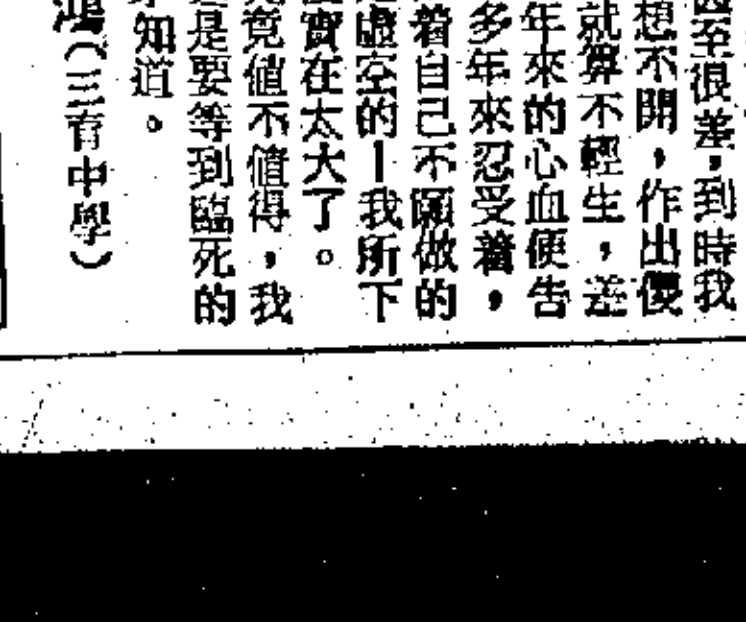 至很差，到時我
想不開，作出傻
就算不輕生，差
年來的心血便告
多年來忍受着，
着自己不願做的
虛空的－我所下
實在太大了。
竟值不値得，我
是要等到臨死的
知道。
鴻（三育中學）